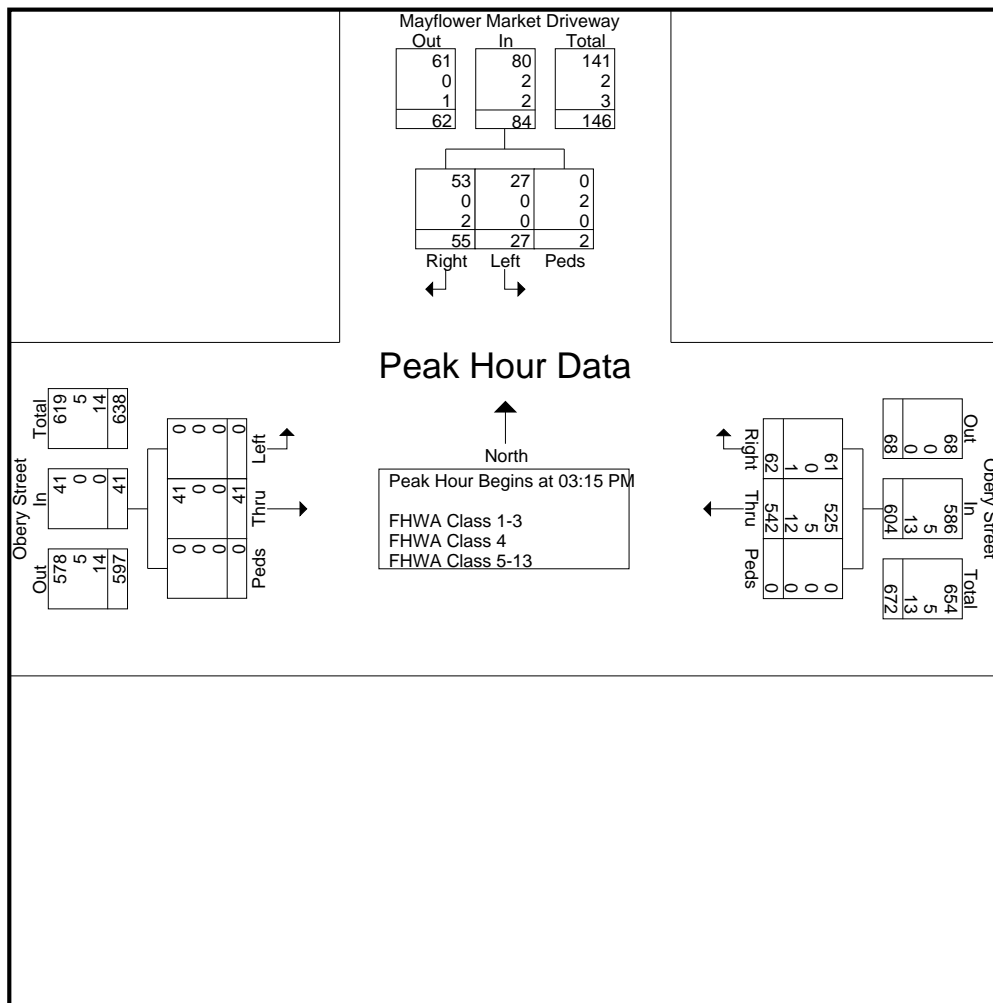 Mayflower Market Driveway
Out In Total
61 80 141
0 2 2
1 2 3
62 84 146
53 27 0
0 0 2
2 0 0
55 27 2
Right Left Peds
Peak Hour Data
North
Peak Hour Begins at 03:15 PM
FHWA Class 1-3
FHWA Class 4
FHWA Class 5-13
Obery Street
Out In Total
578 41 619
5 0 5
14 0 14
597 41 638
Left
0 0 0 0
Thru
41 0 0 41
Peds
0 0 0 0
Obery Street
Out In Total
68 586 654
0 5 5
0 13 13
68 604 672
Right Thru Peds
61 525 0
0 5 0
1 12 0
62 542 0